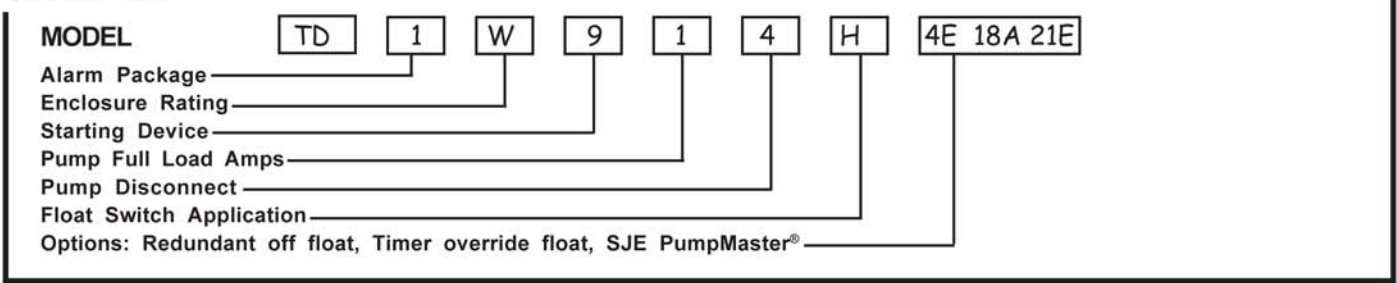 MODEL TD 1 W 9 1 4 H 4E 18A 21E
Alarm Package
Enclosure Rating
Starting Device
Pump Full Load Amps
Pump Disconnect
Float Switch Application
Options: Redundant off float, Timer override float, SJE PumpMaster®